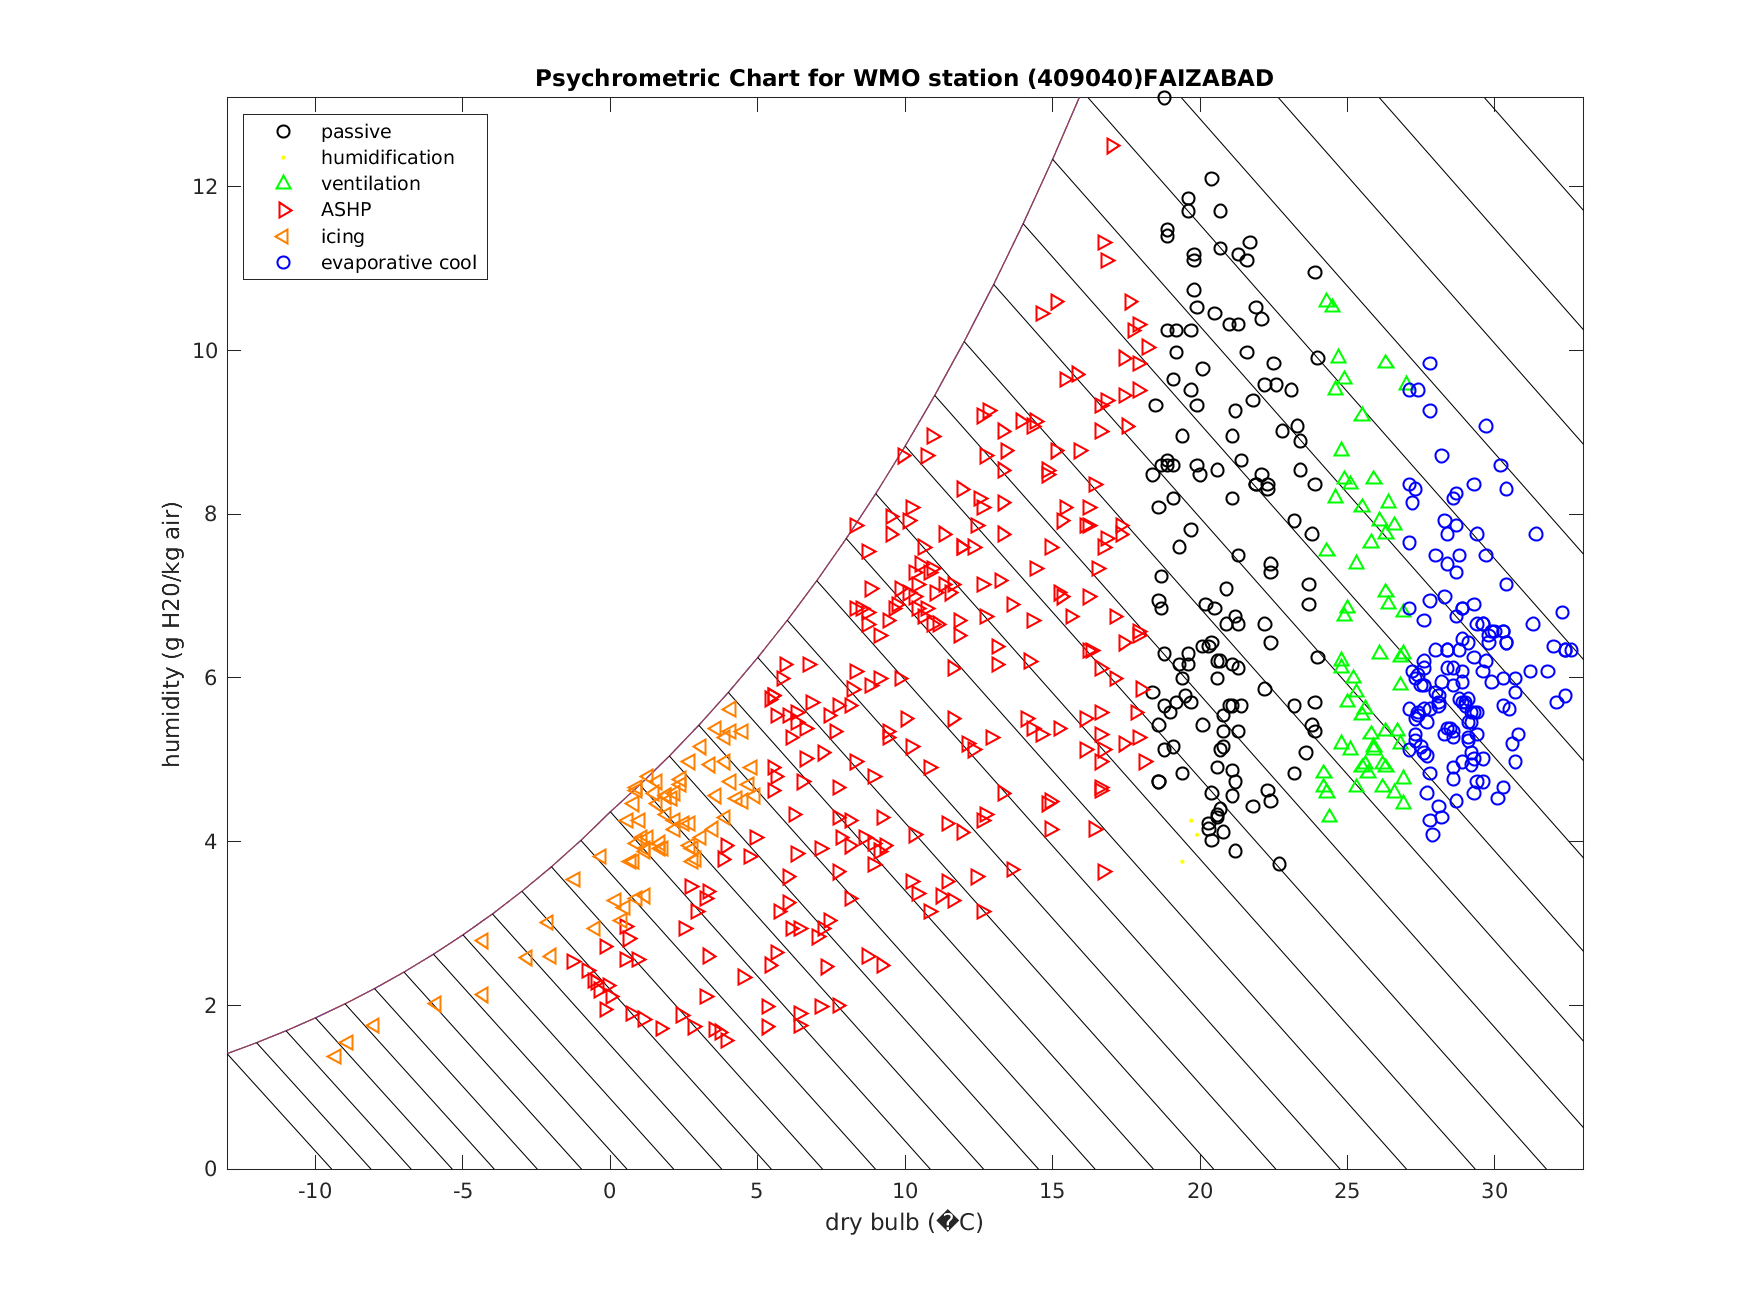 Psychrometric Chart for WMO station (409040)FAIZABAD
passive
humidification
ventilation
ASHP
icing
evaporative cool
humidity (g H20/kg air)
12
10
8
6
4
2
0
-10 -5 0 5 10 15 20 25 30
dry bulb (�C)